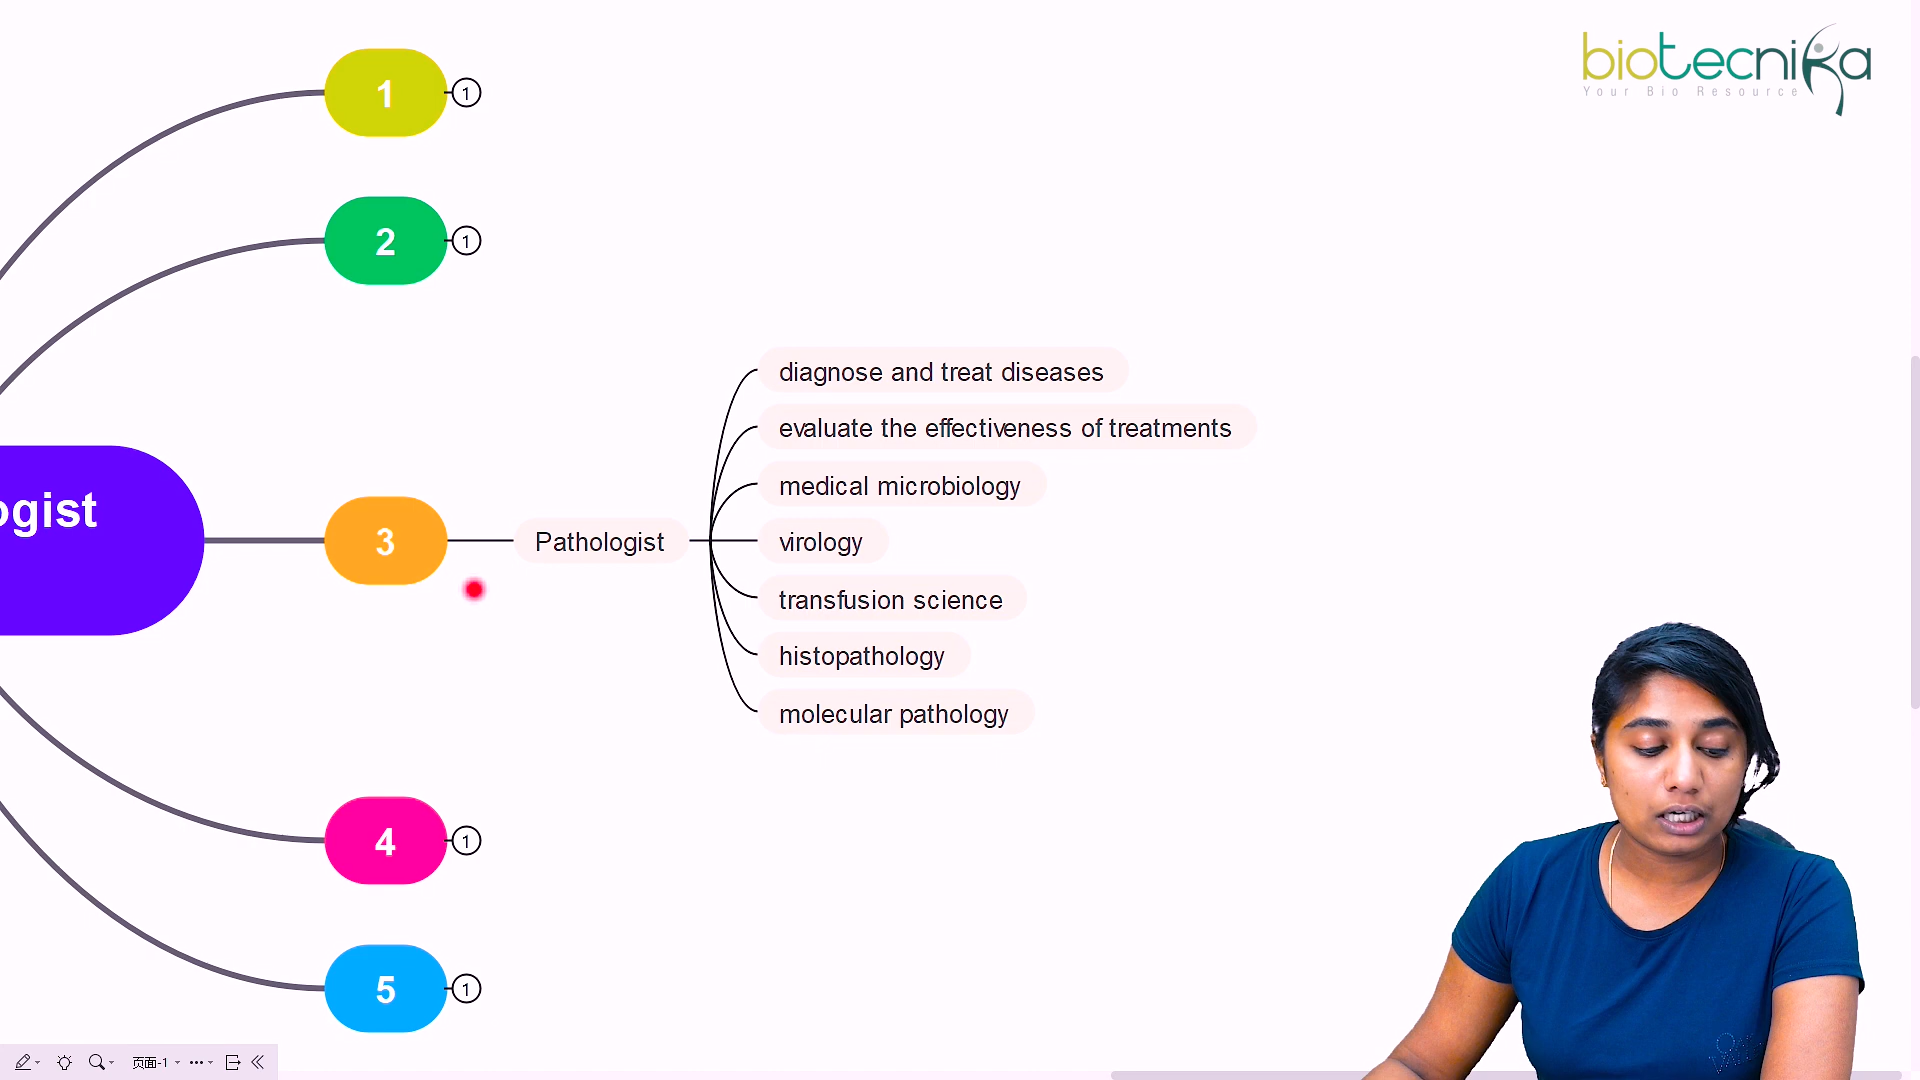 biotecnika
Your Bio Resource
1
1
2
1
ogist
3
Pathologist
diagnose and treat diseases
evaluate the effectiveness of treatments
medical microbiology
virology
transfusion science
histopathology
molecular pathology
4
1
5
1
页面-1